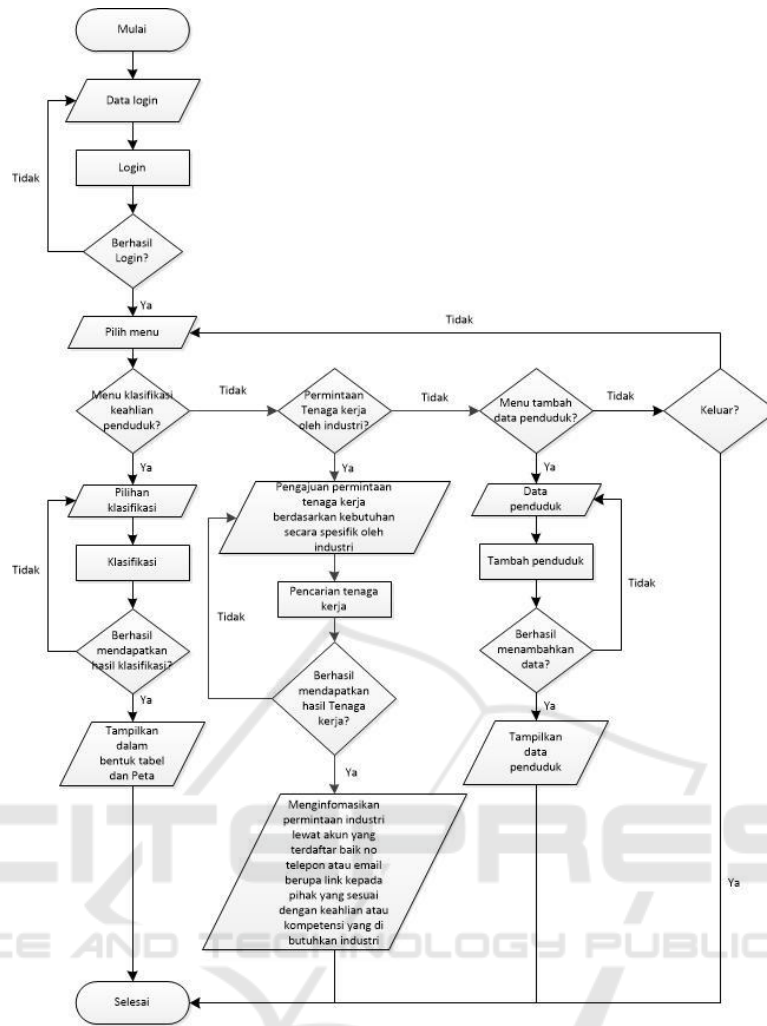 Mulai
Data login
Login
Tidak
Berhasil
Login?
Ya
Pilih menu
Tidak
Menu klasifikasi
keahlian
penduduk?
Tidak
Permintaan
Tenaga kerja
oleh industri?
Tidak
Menu tambah
data penduduk?
Tidak
Keluar?
Ya
Pilihan
klasifikasi
Klasifikasi
Tidak
Berhasil
mendapatkan
hasil klasifikasi?
Ya
Tampilkan
dalam
bentuk tabel
dan Peta
Ya
Pengajuan permintaan
tenaga kerja
berdasarkan kebutuhan
secara spesifik oleh
industri
Pencarian tenaga
kerja
Tidak
Berhasil
mendapatkan
hasil Tenaga
kerja?
Ya
Menginfomasikan
permintaan industri
lewat akun yang
terdaftar baik no
telepon atau email
berupa link kepada
pihak yang sesuai
dengan keahlian atau
kompetensi yang di
butuhkan industri
Ya
Data
penduduk
Tambah penduduk
Tidak
Berhasil
menambahkan
data?
Ya
Tampilkan
data
penduduk
Ya
Selesai
CITEPRES
CE AND TECHNOLOGY PUBLIC